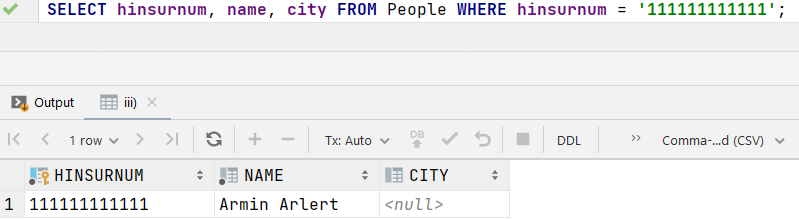 SELECT hinsurnum, name, city FROM People WHERE hinsurnum = '111111111111';
Output iii)
1 row Tx: Auto DB DDL Comma-...d (CSV)
HINSURNUM NAME CITY
1 111111111111 Armin Arlert <null>